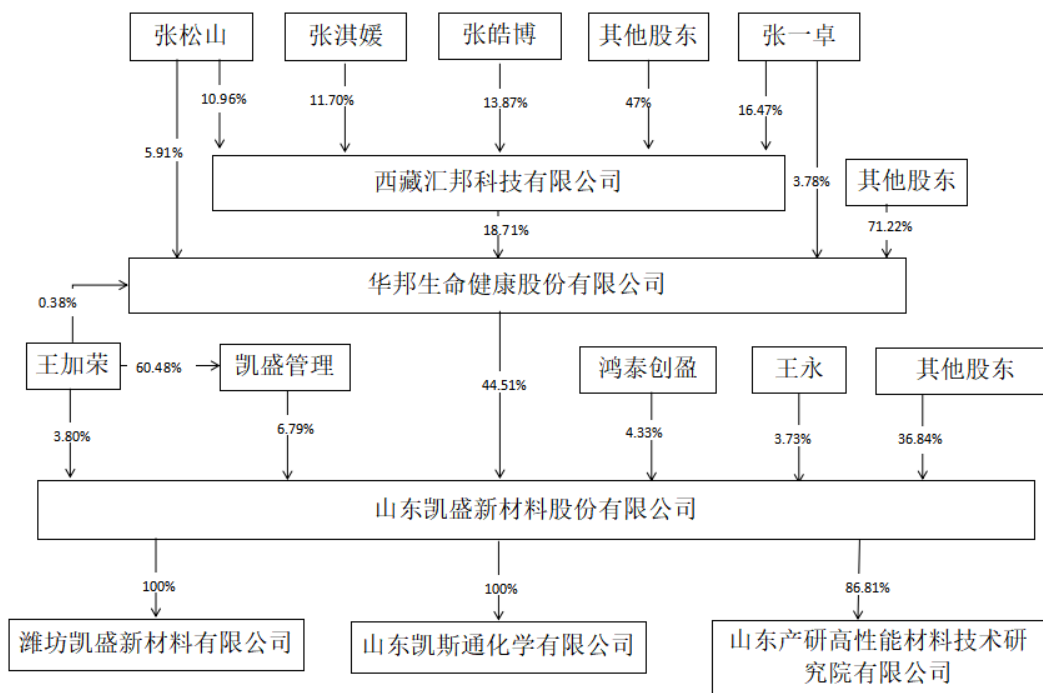 张松山
张淇媛
张皓博
其他股东
张一卓
10.96%
11.70%
13.87%
47%
16.47%
5.91%
西藏汇邦科技有限公司
3.78%
其他股东
18.71%
71.22%
华邦生命健康股份有限公司
0.38%
王加荣
60.48%
凯盛管理
44.51%
鸿泰创盈
王永
其他股东
3.80%
6.79%
4.33%
3.73%
36.84%
山东凯盛新材料股份有限公司
100%
100%
86.81%
潍坊凯盛新材料有限公司
山东凯斯通化学有限公司
山东产研高性能材料技术研
究院有限公司